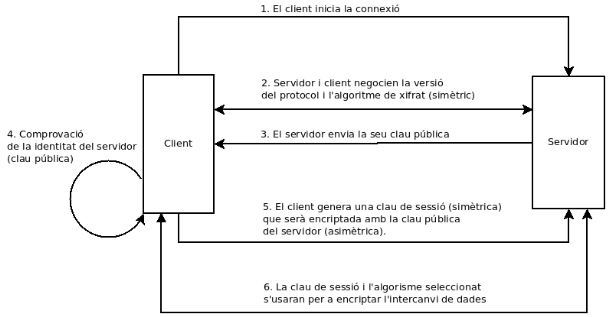 1. El client inicia la connexió
2. Servidor i client negocien la versió
del protocol i l'algoritme de xifrat (simètric)
3. El servidor envia la seu clau pública
4. Comprovació
de la identitat del servidor
(clau pública)
Client
Servidor
5. El client genera una clau de sessió (simètrica)
que serà encriptada amb la clau pública
del servidor (asimètrica).
6. La clau de sessió i l'algorisme seleccionat
s'usaran per a encriptar l'intercanvi de dades